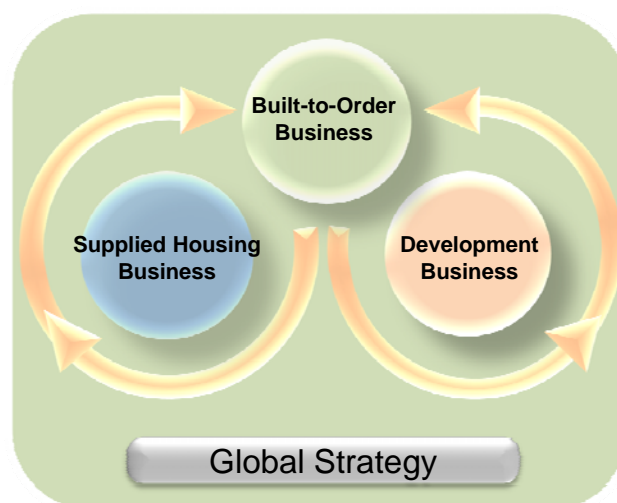 Built-to-Order
Business
Supplied Housing
Business
Development
Business
Global Strategy